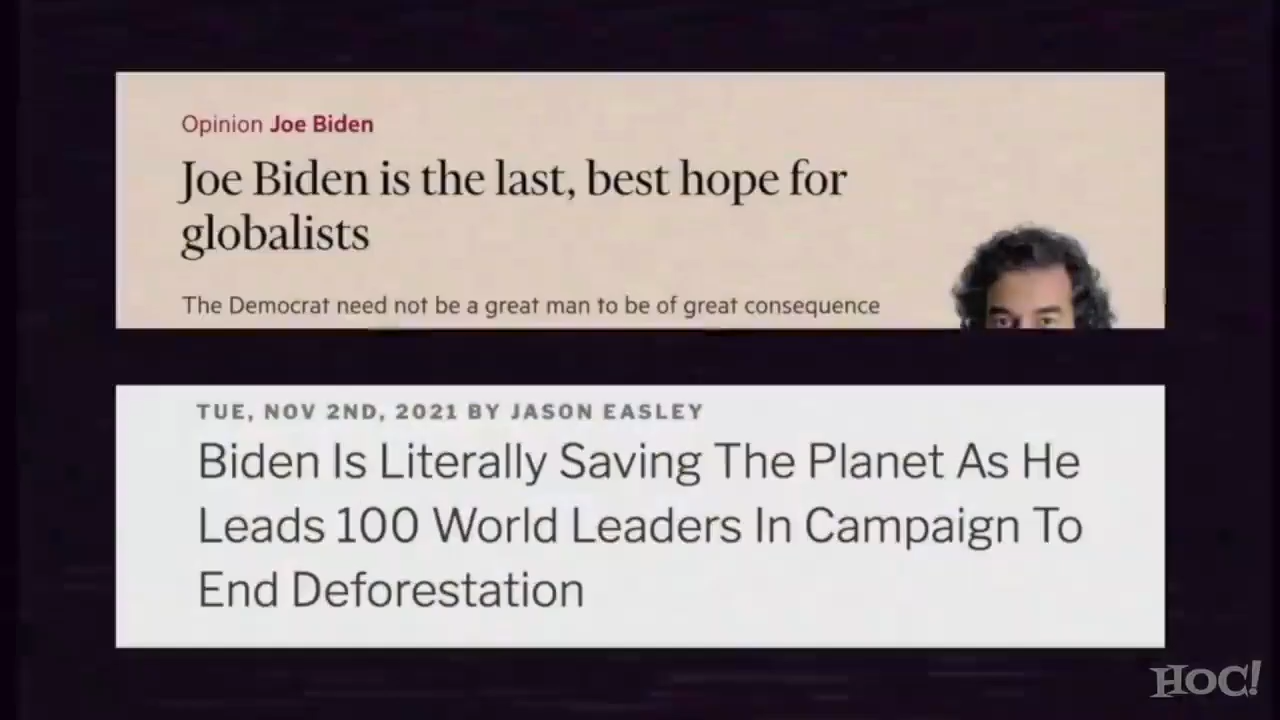 Opinion Joe Biden
Joe Biden is the last, best hope for
globalists
The Democrat need not be a great man to be of great consequence
TUE, NOV 2ND, 2021 BY JASON EASLEY
Biden Is Literally Saving The Planet As He
Leads 100 World Leaders In Campaign To
End Deforestation
HOC!